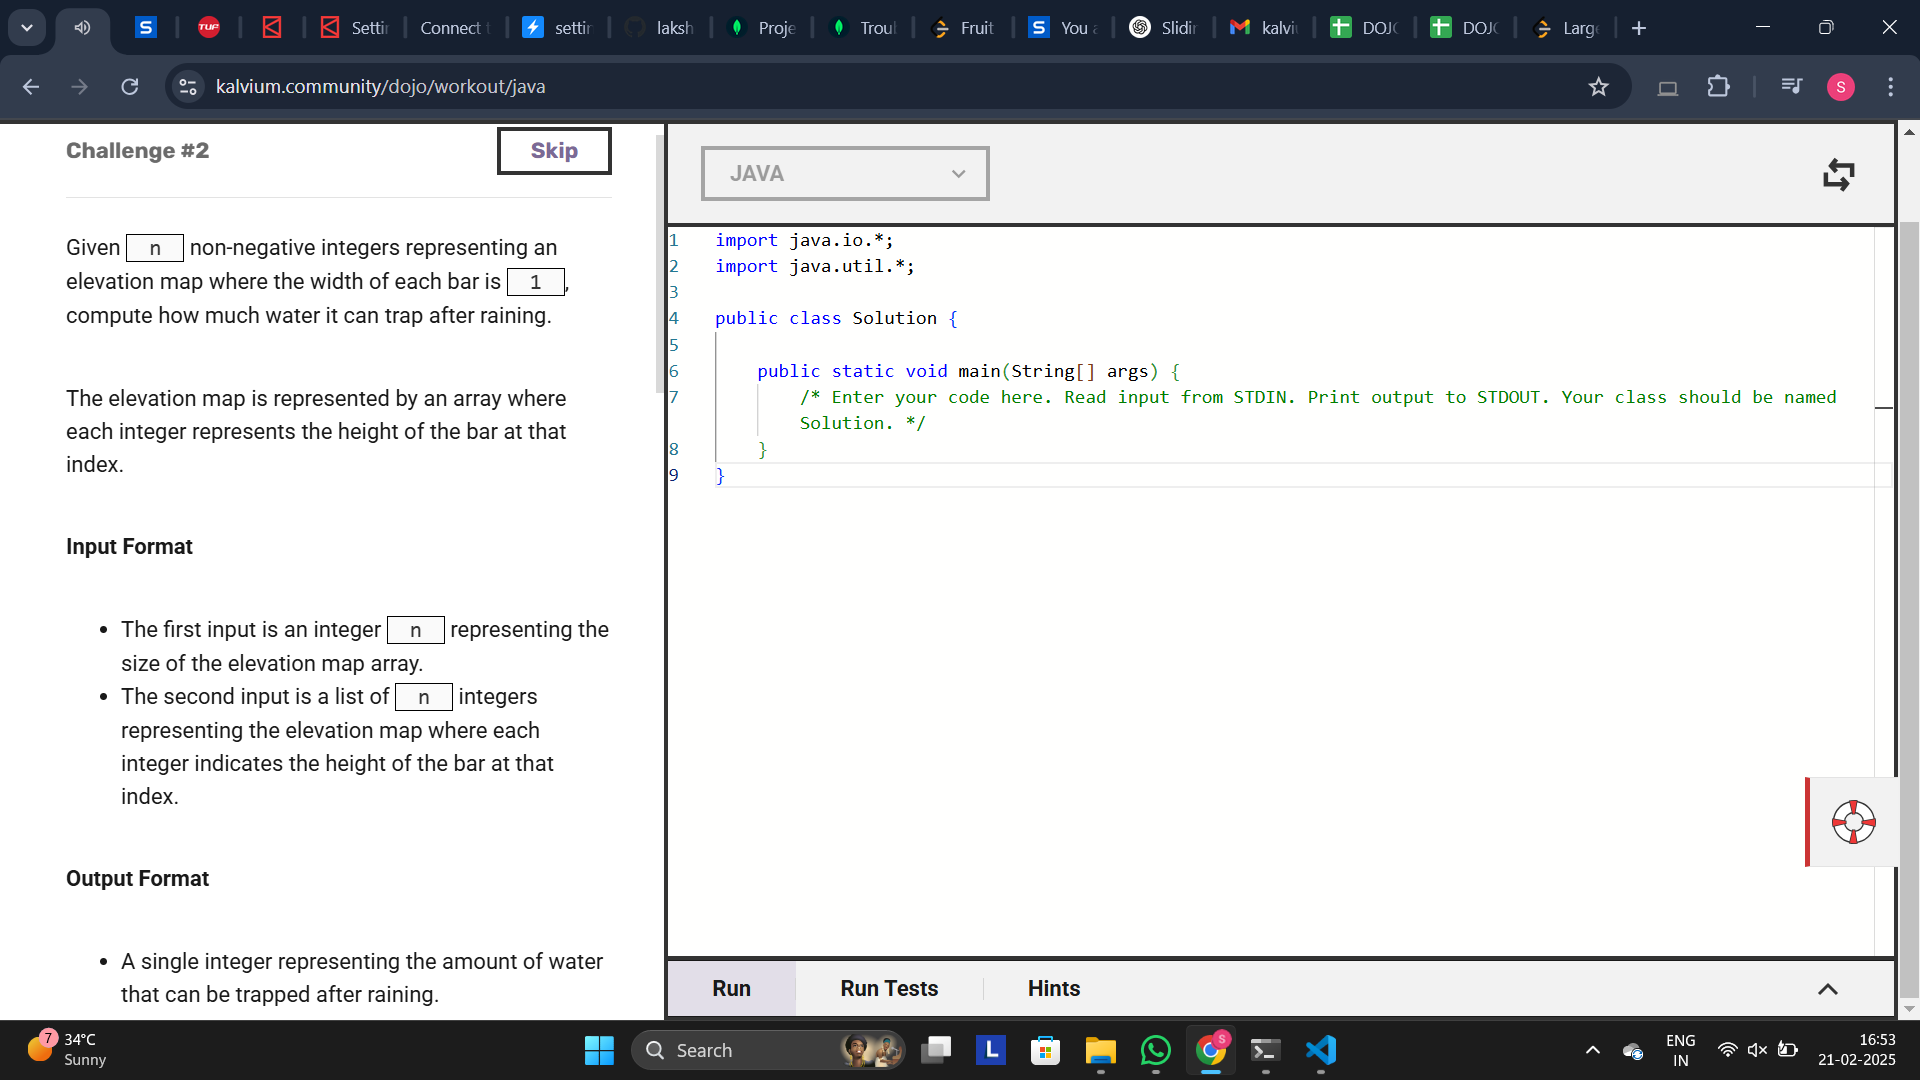 TUF
Settin
Connect t
settin
laksh
Proje
Troul
Fruit
You a
Slidin
kalviu
DOJO
DOJO
Large
kalvium.community/dojo/workout/java
S
Challenge #2
Skip
Given n non-negative integers representing an
elevation map where the width of each bar is 1,
compute how much water it can trap after raining.
The elevation map is represented by an array where
each integer represents the height of the bar at that
index.
Input Format
• The first input is an integer n representing the
size of the elevation map array.
• The second input is a list of n integers
representing the elevation map where each
integer indicates the height of the bar at that
index.
Output Format
• A single integer representing the amount of water
that can be trapped after raining.
JAVA
1 import java.io.*;
2 import java.util.*;
3
4 public class Solution {
5
6 public static void main(String[] args) {
7 /* Enter your code here. Read input from STDIN. Print output to STDOUT. Your class should be named
Solution. */
8 }
9 }
Run
Run Tests
Hints
7
34°C
Sunny
Search
L
S
ENG
IN
16:53
21-02-2025